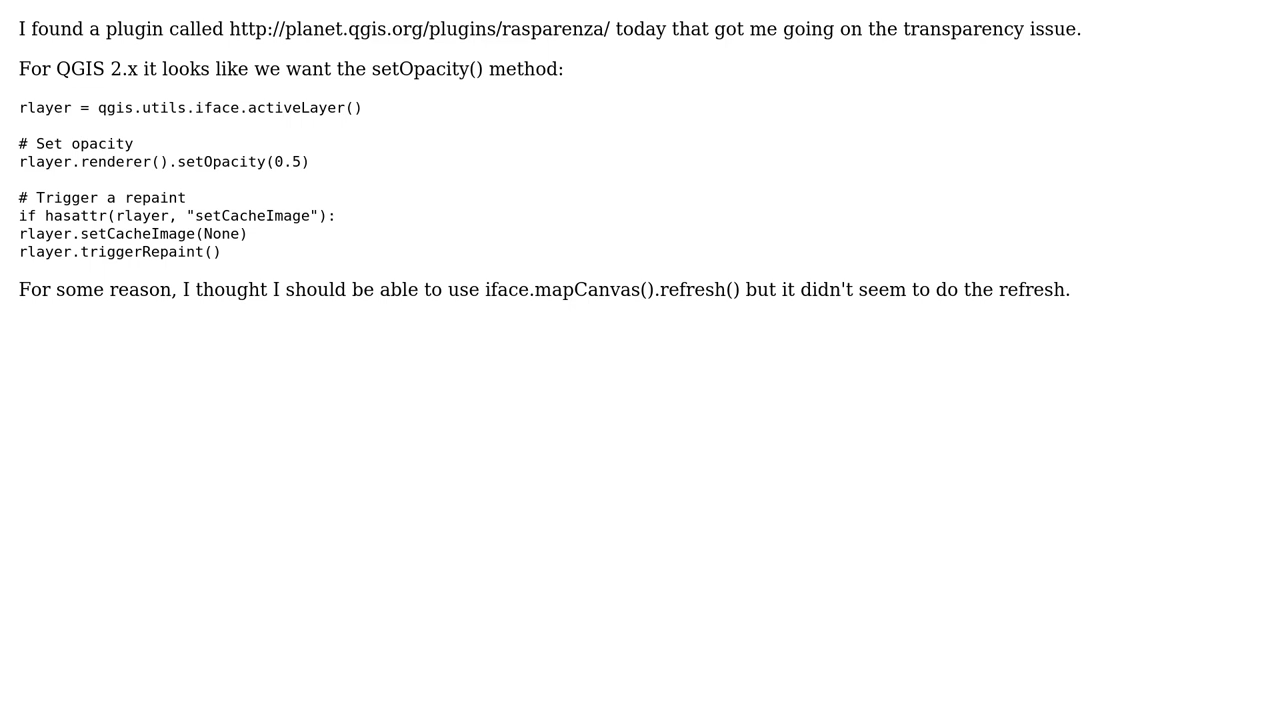 I found a plugin called http://planet.qgis.org/plugins/rasparenza/ today that got me going on the transparency issue.
For QGIS 2.x it looks like we want the setOpacity() method:
rlayer = qgis.utils.iface.activeLayer()
# Set opacity
rlayer.renderer().setOpacity(0.5)
# Trigger a repaint
if hasattr(rlayer, "setCacheImage"):
rlayer.setCacheImage(None)
rlayer.triggerRepaint()
For some reason, I thought I should be able to use iface.mapCanvas().refresh() but it didn't seem to do the refresh.